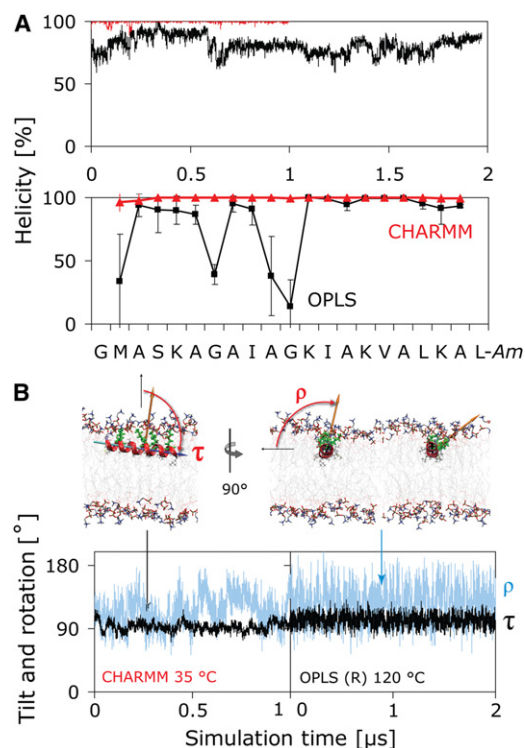 A
Helicity [%]
100
50
0
0 0.5 1 1.5 2
100
50
0
CHARMM
OPLS
G M A S K A G A I A G K I A K V A L K A L-Am
B
τ
90°
ρ
Tilt and rotation [°]
180
90
0
ρ
τ
CHARMM 35 °C
OPLS (R) 120 °C
0 0.5 1 0 1 2
Simulation time [µs]